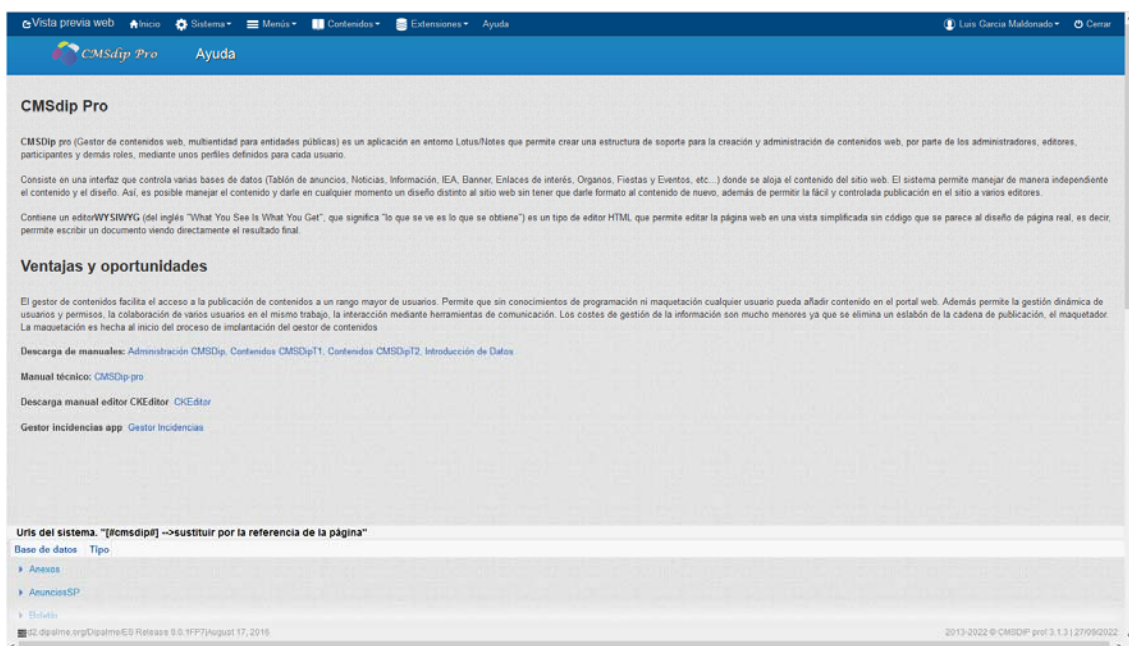 Vista previa web Inicio Sistema Menús Contenidos Extensiones Ayuda Luis Garcia Maldonado Cerrar
CMSdip Pro Ayuda
CMSdip Pro
CMSDip pro (Gestor de contenidos web, multientidad para entidades públicas) es un aplicación en entorno Lotus/Notes que permite crear una estructura de soporte para la creación y administración de contenidos web, por parte de los administradores, editores,
participantes y demás roles, mediante unos perfiles definidos para cada usuario.
Consiste en una interfaz que controla varias bases de datos (Tablón de anuncios, Noticias, Información, IEA, Banner, Enlaces de interés, Organos, Fiestas y Eventos, etc...) donde se aloja el contenido del sitio web. El sistema permite manejar de manera independiente
el contenido y el diseño. Así, es posible manejar el contenido y darle en cualquier momento un diseño distinto al sitio web sin tener que darle formato al contenido de nuevo, además de permitir la fácil y controlada publicación en el sitio a varios editores.
Contiene un editorWYSIWYG (del inglés "What You See Is What You Get", que significa "lo que se ve es lo que se obtiene") es un tipo de editor HTML que permite editar la página web en una vista simplificada sin código que se parece al diseño de página real, es decir,
permite escribir un documento viendo directamente el resultado final.
Ventajas y oportunidades
El gestor de contenidos facilita el acceso a la publicación de contenidos a un rango mayor de usuarios. Permite que sin conocimientos de programación ni maquetación cualquier usuario pueda añadir contenido en el portal web. Además permite la gestión dinámica de
usuarios y permisos, la colaboración de varios usuarios en el mismo trabajo, la interacción mediante herramientas de comunicación. Los costes de gestión de la información son mucho menores ya que se elimina un eslabón de la cadena de publicación, el maquetador.
La maquetación es hecha al inicio del proceso de implantación del gestor de contenidos
Descarga de manuales: Administración CMSDip, Contenidos CMSDipT1, Contenidos CMSDipT2, Introducción de Datos
Manual técnico: CMSDip-pro
Descarga manual editor CKEditor CKEditor
Gestor incidencias app Gestor Incidencias
Urls del sistema. "[#cmsdip#] -->sustituir por la referencia de la página"
Base de datos Tipo
Anexos
AnunciosSP
Boletín
d2.dipalme.org/Dipalme/ES Release 9.0.1FP7|August 17, 2016 2013-2022 © CMSDIP pro! 3.1.3 | 27/09/2022